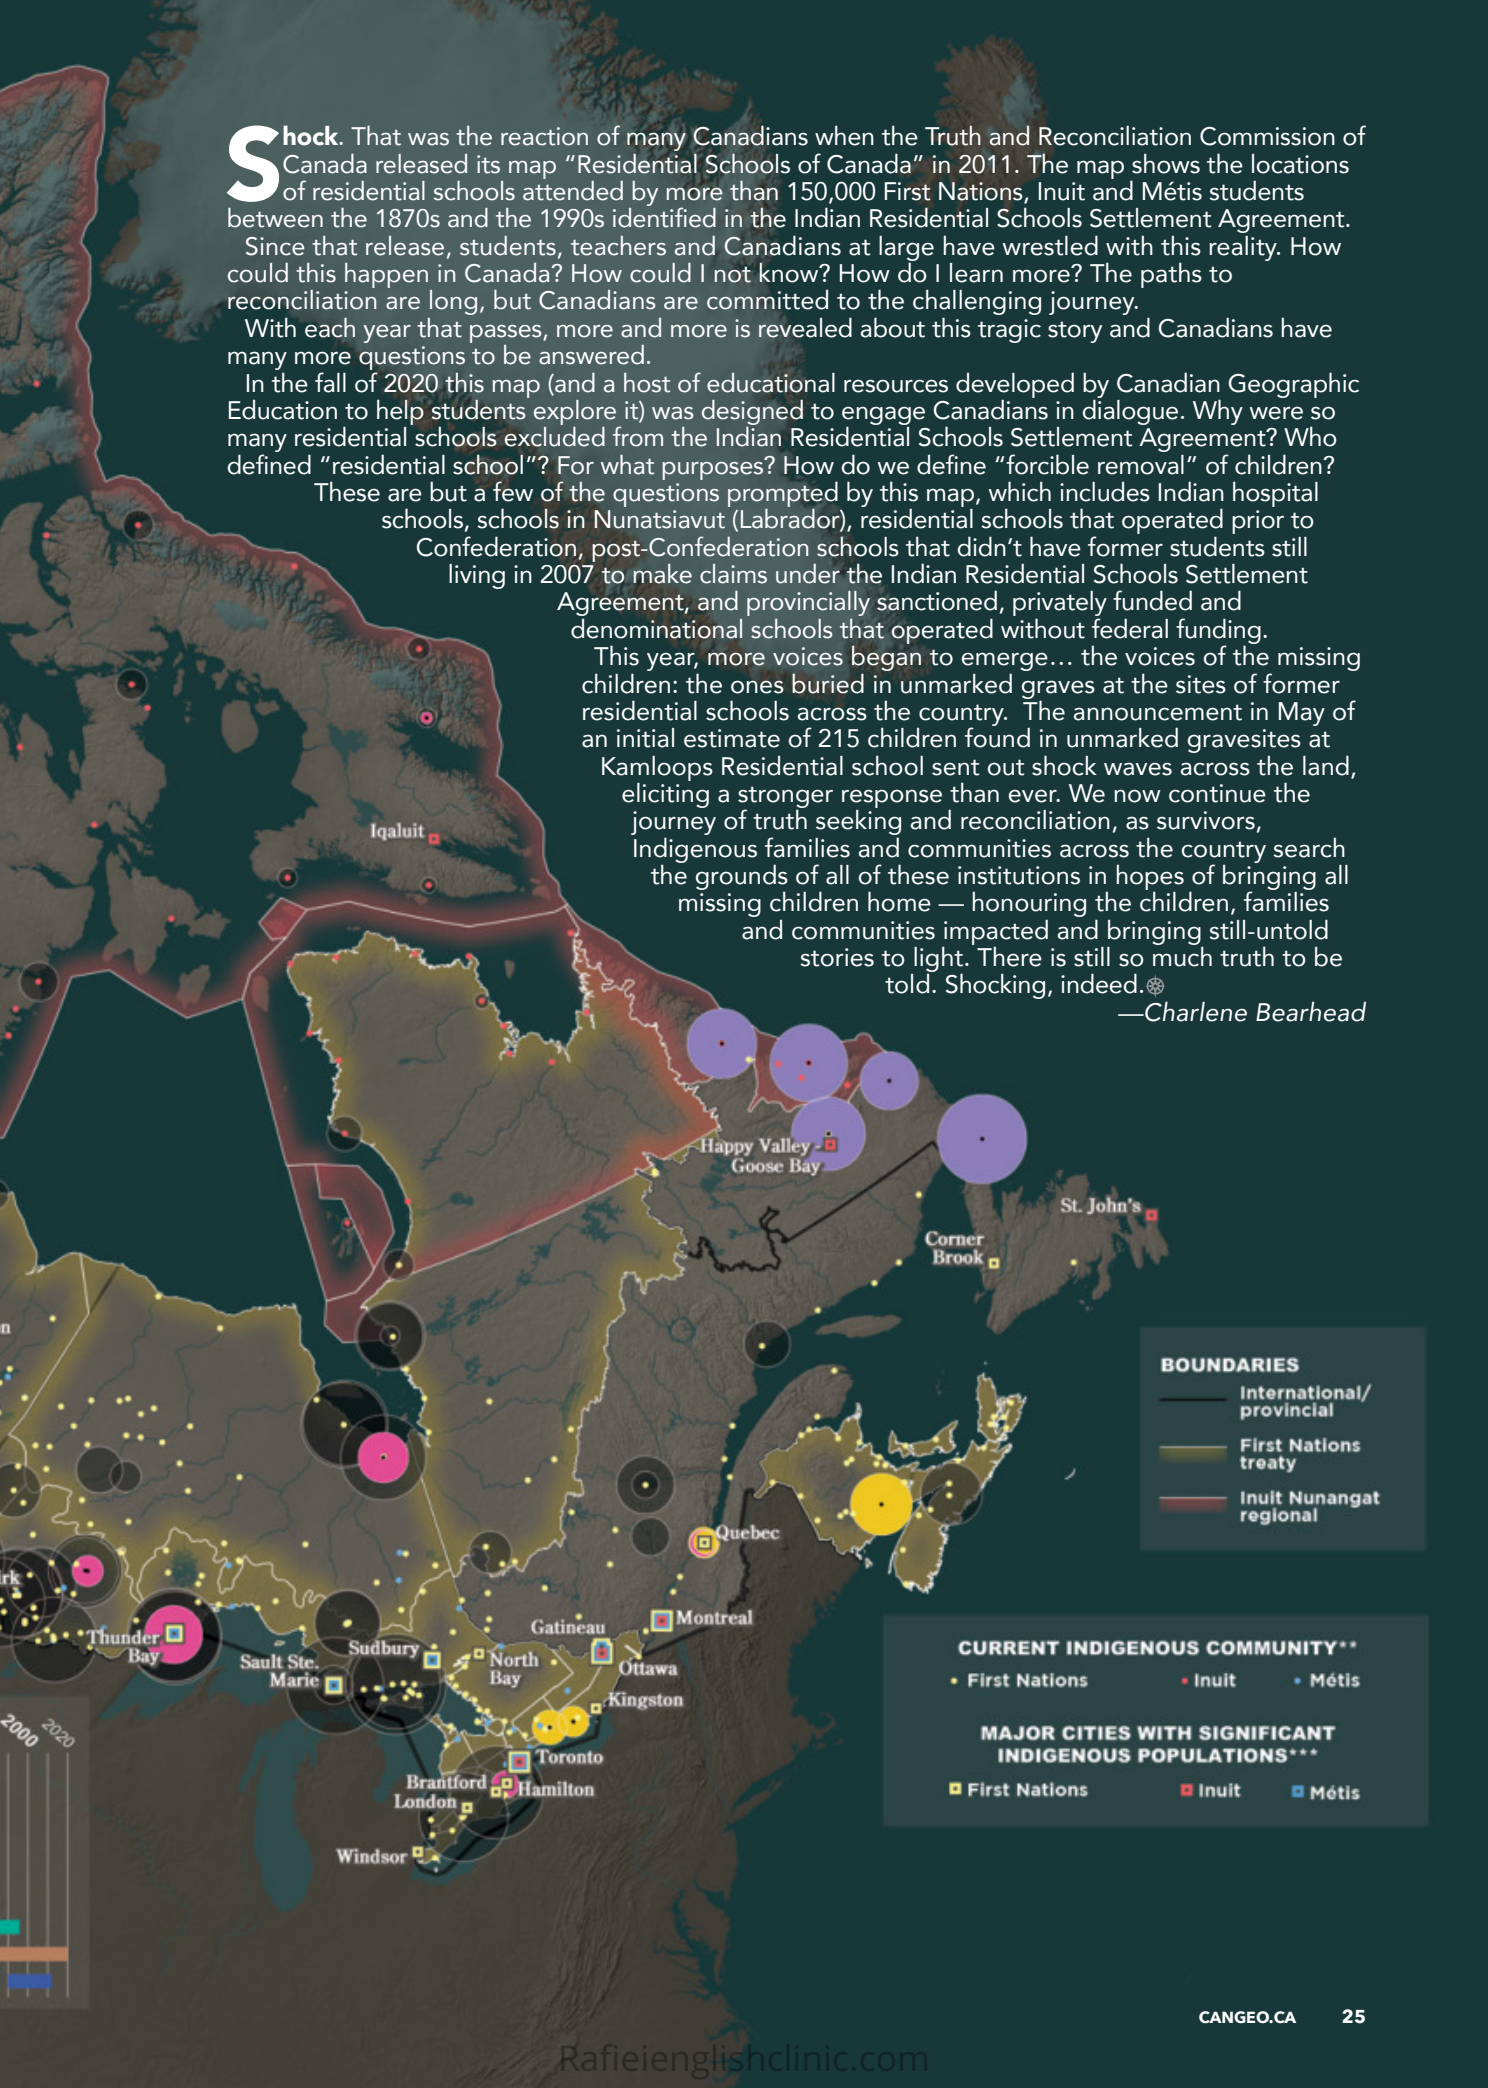 Shock. That was the reaction of many Canadians when the Truth and Reconciliation Commission of
Canada released its map “Residential Schools of Canada” in 2011. The map shows the locations
of residential schools attended by more than 150,000 First Nations, Inuit and Métis students
between the 1870s and the 1990s identified in the Indian Residential Schools Settlement Agreement.
Since that release, students, teachers and Canadians at large have wrestled with this reality. How
could this happen in Canada? How could I not know? How do I learn more? The paths to
reconciliation are long, but Canadians are committed to the challenging journey.
With each year that passes, more and more is revealed about this tragic story and Canadians have
many more questions to be answered.
In the fall of 2020 this map (and a host of educational resources developed by Canadian Geographic
Education to help students explore it) was designed to engage Canadians in dialogue. Why were so
many residential schools excluded from the Indian Residential Schools Settlement Agreement? Who
defined “residential school”? For what purposes? How do we define “forcible removal” of children?
These are but a few of the questions prompted by this map, which includes Indian hospital
schools, schools in Nunatsiavut (Labrador), residential schools that operated prior to
Confederation, post-Confederation schools that didn’t have former students still
living in 2007 to make claims under the Indian Residential Schools Settlement
Agreement, and provincially sanctioned, privately funded and
denominational schools that operated without federal funding.
This year, more voices began to emerge… the voices of the missing
children: the ones buried in unmarked graves at the sites of former
residential schools across the country. The announcement in May of
an initial estimate of 215 children found in unmarked gravesites at
Kamloops Residential school sent out shock waves across the land,
eliciting a stronger response than ever. We now continue the
journey of truth seeking and reconciliation, as survivors,
Indigenous families and communities across the country search
the grounds of all of these institutions in hopes of bringing all
missing children home — honouring the children, families
and communities impacted and bringing still-untold
stories to light. There is still so much truth to be
told. Shocking, indeed.
—Charlene Bearhead
Iqaluit
Happy Valley -
Goose Bay
St. John's
Corner
Brook
n
BOUNDARIES
International/
provincial
First Nations
treaty
Inuit Nunangat
regional
Quebec
rk
Thunder
Bay
Sault Ste.
Marie
Sudbury
North
Bay
Gatineau
Montreal
Ottawa
Kingston
Toronto
Brantford
Hamilton
London
Windsor
CURRENT INDIGENOUS COMMUNITY**
First Nations
Inuit
Métis
MAJOR CITIES WITH SIGNIFICANT
INDIGENOUS POPULATIONS***
First Nations
Inuit
Métis
2000
2020
CANGEO.CA 25
Rafieienglishclinic.com